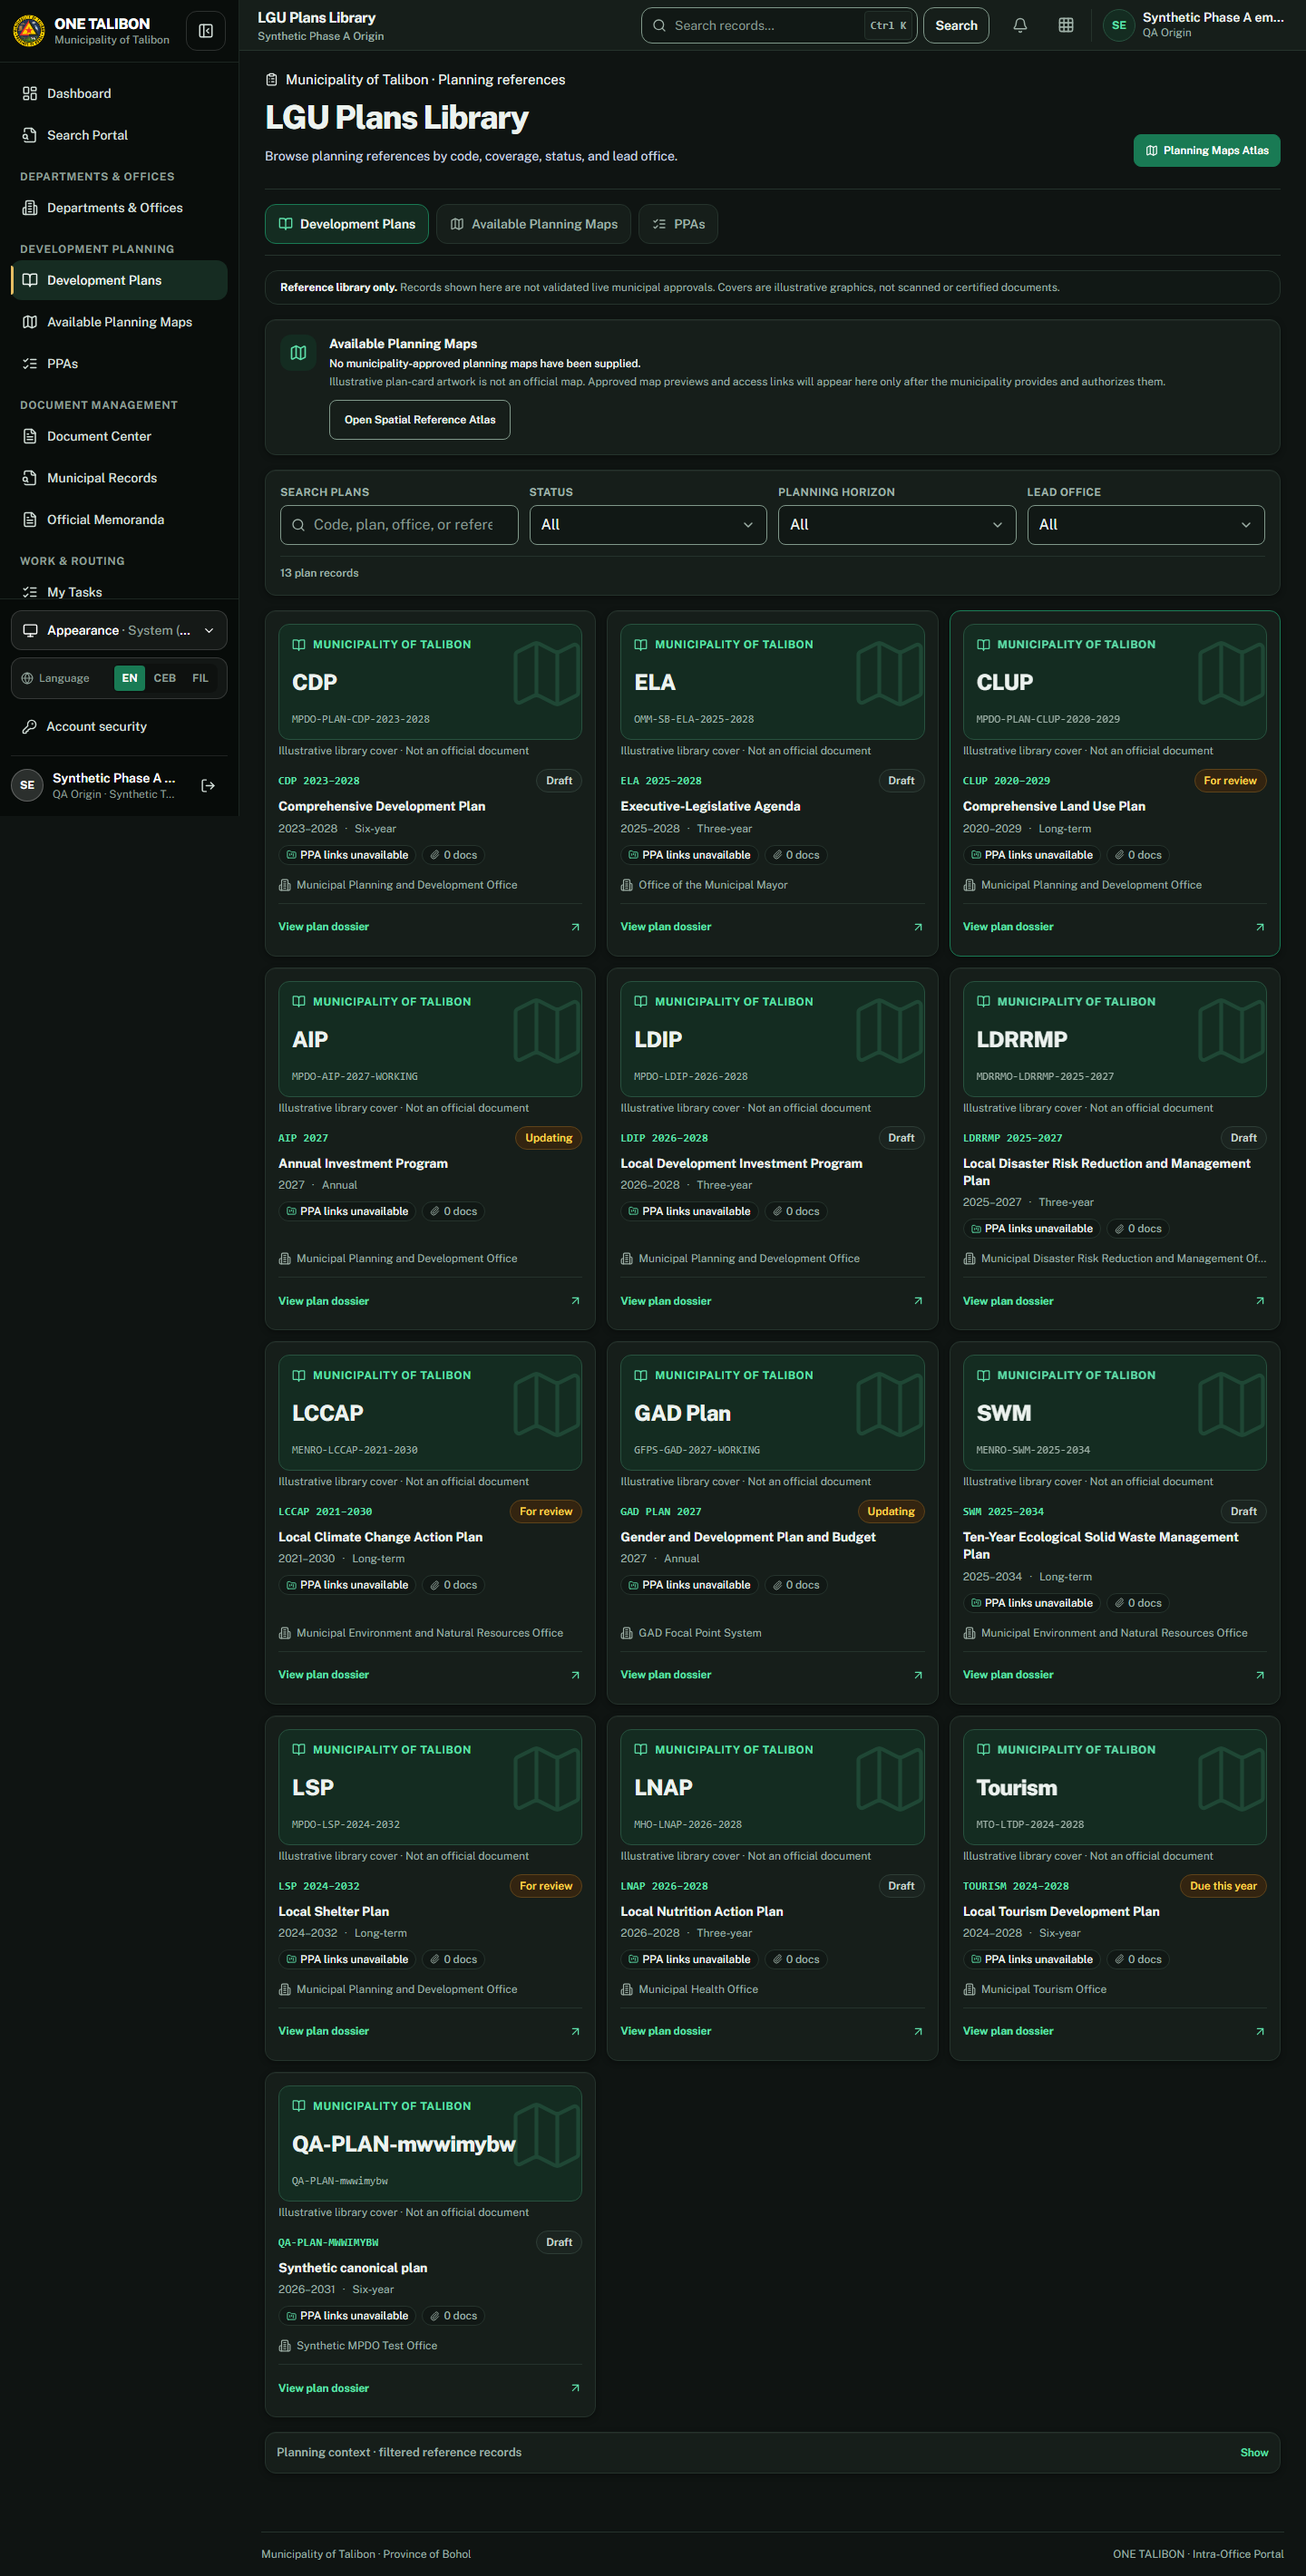 ONE TALIBON
Municipality of Talibon
Dashboard
Search Portal
DEPARTMENTS & OFFICES
Departments & Offices
DEVELOPMENT PLANNING
Development Plans
Available Planning Maps
PPAs
DOCUMENT MANAGEMENT
Document Center
Municipal Records
Official Memoranda
WORK & ROUTING
My Tasks
Appearance · System (...
Language EN CEB FIL
Account security
SE Synthetic Phase A ...
QA Origin · Synthetic T...
LGU Plans Library
Synthetic Phase A Origin
Search records... Ctrl K Search
SE Synthetic Phase A em...
QA Origin
Municipality of Talibon · Planning references
LGU Plans Library
Browse planning references by code, coverage, status, and lead office.
Planning Maps Atlas
Development Plans Available Planning Maps PPAs
Reference library only. Records shown here are not validated live municipal approvals. Covers are illustrative graphics, not scanned or certified documents.
Available Planning Maps
No municipality-approved planning maps have been supplied.
Illustrative plan-card artwork is not an official map. Approved map previews and access links will appear here only after the municipality provides and authorizes them.
Open Spatial Reference Atlas
SEARCH PLANS STATUS PLANNING HORIZON LEAD OFFICE
Code, plan, office, or refere All All All
13 plan records
MUNICIPALITY OF TALIBON
CDP
MPDO-PLAN-CDP-2023-2028
Illustrative library cover · Not an official document
CDP 2023–2028 Draft
Comprehensive Development Plan
2023–2028 · Six-year
PPA links unavailable 0 docs
Municipal Planning and Development Office
View plan dossier
MUNICIPALITY OF TALIBON
ELA
OMM-SB-ELA-2025-2028
Illustrative library cover · Not an official document
ELA 2025–2028 Draft
Executive-Legislative Agenda
2025–2028 · Three-year
PPA links unavailable 0 docs
Office of the Municipal Mayor
View plan dossier
MUNICIPALITY OF TALIBON
CLUP
MPDO-PLAN-CLUP-2020-2029
Illustrative library cover · Not an official document
CLUP 2020–2029 For review
Comprehensive Land Use Plan
2020–2029 · Long-term
PPA links unavailable 0 docs
Municipal Planning and Development Office
View plan dossier
MUNICIPALITY OF TALIBON
AIP
MPDO-AIP-2027-WORKING
Illustrative library cover · Not an official document
AIP 2027 Updating
Annual Investment Program
2027 · Annual
PPA links unavailable 0 docs
Municipal Planning and Development Office
View plan dossier
MUNICIPALITY OF TALIBON
LDIP
MPDO-LDIP-2026-2028
Illustrative library cover · Not an official document
LDIP 2026–2028 Draft
Local Development Investment Program
2026–2028 · Three-year
PPA links unavailable 0 docs
Municipal Planning and Development Office
View plan dossier
MUNICIPALITY OF TALIBON
LDRRMP
MDRRMO-LDRRMP-2025-2027
Illustrative library cover · Not an official document
LDRRMP 2025–2027 Draft
Local Disaster Risk Reduction and Management
Plan
2025–2027 · Three-year
PPA links unavailable 0 docs
Municipal Disaster Risk Reduction and Management Of...
View plan dossier
MUNICIPALITY OF TALIBON
LCCAP
MENRO-LCCAP-2021-2030
Illustrative library cover · Not an official document
LCCAP 2021–2030 For review
Local Climate Change Action Plan
2021–2030 · Long-term
PPA links unavailable 0 docs
Municipal Environment and Natural Resources Office
View plan dossier
MUNICIPALITY OF TALIBON
GAD Plan
GFPS-GAD-2027-WORKING
Illustrative library cover · Not an official document
GAD PLAN 2027 Updating
Gender and Development Plan and Budget
2027 · Annual
PPA links unavailable 0 docs
GAD Focal Point System
View plan dossier
MUNICIPALITY OF TALIBON
SWM
MENRO-SWM-2025-2034
Illustrative library cover · Not an official document
SWM 2025–2034 Draft
Ten-Year Ecological Solid Waste Management
Plan
2025–2034 · Long-term
PPA links unavailable 0 docs
Municipal Environment and Natural Resources Office
View plan dossier
MUNICIPALITY OF TALIBON
LSP
MPDO-LSP-2024-2032
Illustrative library cover · Not an official document
LSP 2024–2032 For review
Local Shelter Plan
2024–2032 · Long-term
PPA links unavailable 0 docs
Municipal Planning and Development Office
View plan dossier
MUNICIPALITY OF TALIBON
LNAP
MHO-LNAP-2026-2028
Illustrative library cover · Not an official document
LNAP 2026–2028 Draft
Local Nutrition Action Plan
2026–2028 · Three-year
PPA links unavailable 0 docs
Municipal Health Office
View plan dossier
MUNICIPALITY OF TALIBON
Tourism
MTO-LTDP-2024-2028
Illustrative library cover · Not an official document
TOURISM 2024–2028 Due this year
Local Tourism Development Plan
2024–2028 · Six-year
PPA links unavailable 0 docs
Municipal Tourism Office
View plan dossier
MUNICIPALITY OF TALIBON
QA-PLAN-mwwimybw
QA-PLAN-mwwimybw
Illustrative library cover · Not an official document
QA-PLAN-MWWIMYBW Draft
Synthetic canonical plan
2026–2031 · Six-year
PPA links unavailable 0 docs
Synthetic MPDO Test Office
View plan dossier
Planning context · filtered reference records Show
Municipality of Talibon · Province of Bohol ONE TALIBON · Intra-Office Portal